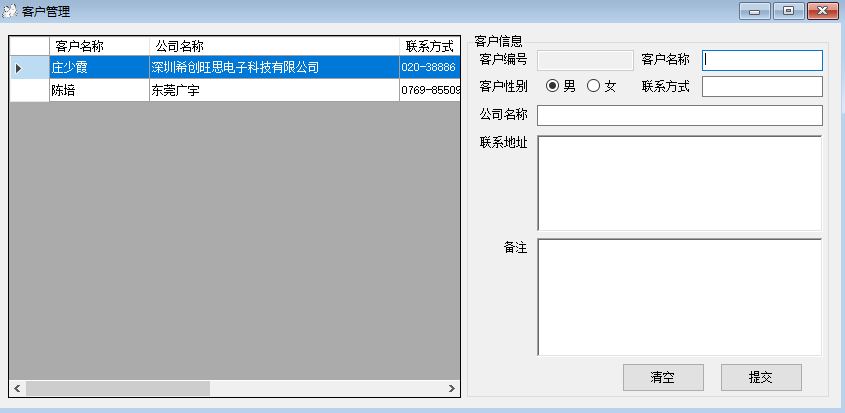 客户管理
客户名称 公司名称 联系方式
庄少霞 深圳希创旺思电子科技有限公司 020-38886
陈培 东莞广宇 0769-85509
客户信息
客户编号 客户名称
客户性别 男 女 联系方式
公司名称
联系地址
备注
清空 提交